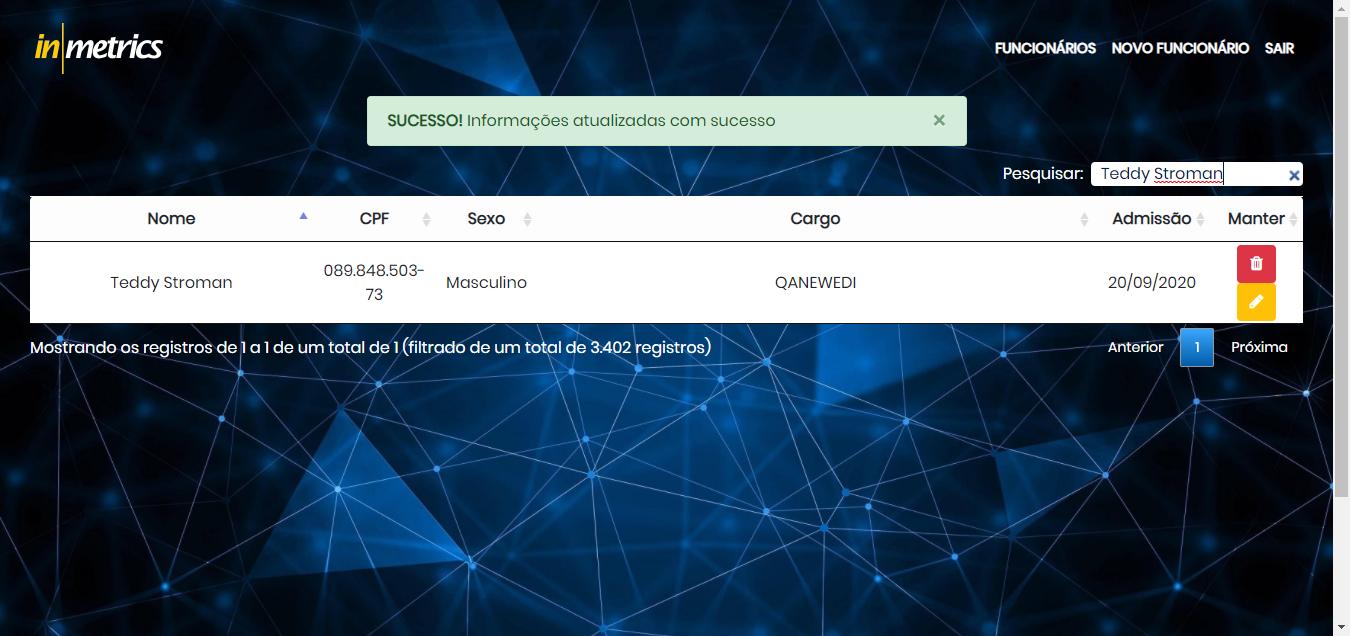 in|metrics
FUNCIONÁRIOS NOVO FUNCIONÁRIO SAIR
SUCESSO! Informações atualizadas com sucesso ×
Pesquisar: Teddy Stroman
Nome CPF Sexo Cargo Admissão Manter
Teddy Stroman 089.848.503-73 Masculino QANEWEDI 20/09/2020
Mostrando os registros de 1 a 1 de um total de 1 (filtrado de um total de 3.402 registros) Anterior 1 Próxima